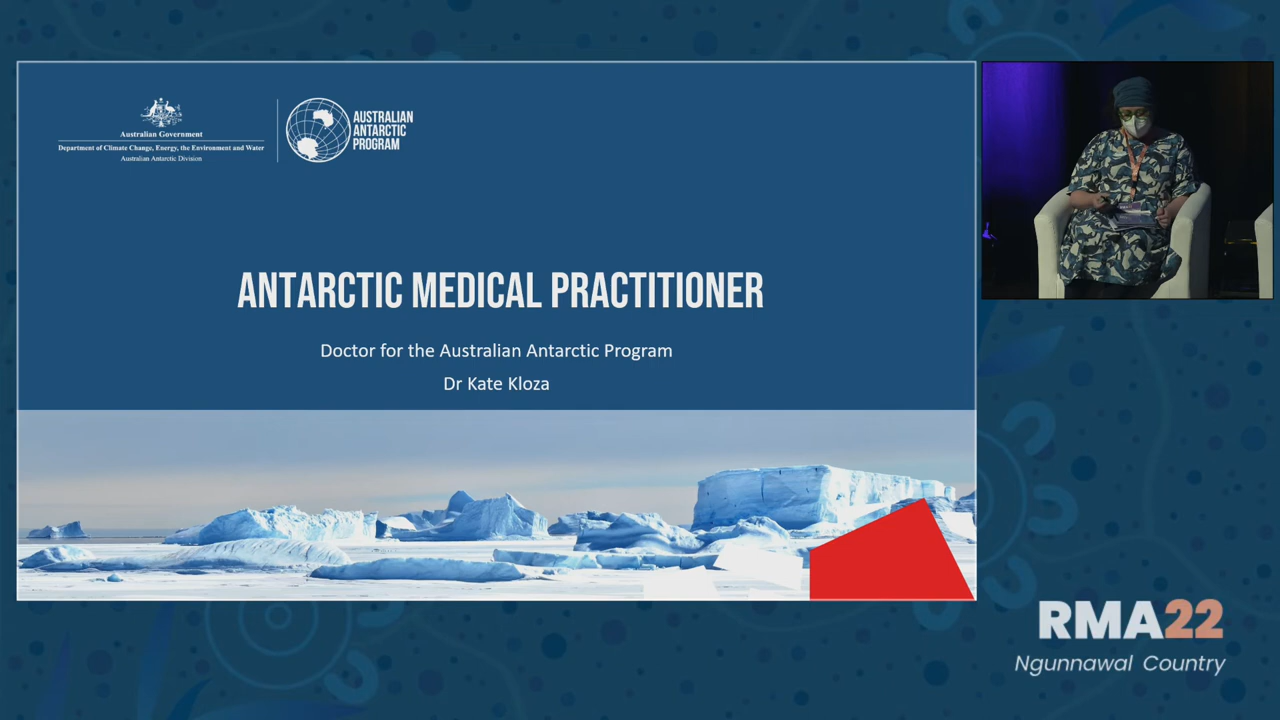 Australian Government
Department of Climate Change, Energy, the Environment and Water
Australian Antarctic Division
AUSTRALIAN
ANTARCTIC
PROGRAM
ANTARCTIC MEDICAL PRACTITIONER
Doctor for the Australian Antarctic Program
Dr Kate Kloza
RMA22
Ngunnawal Country